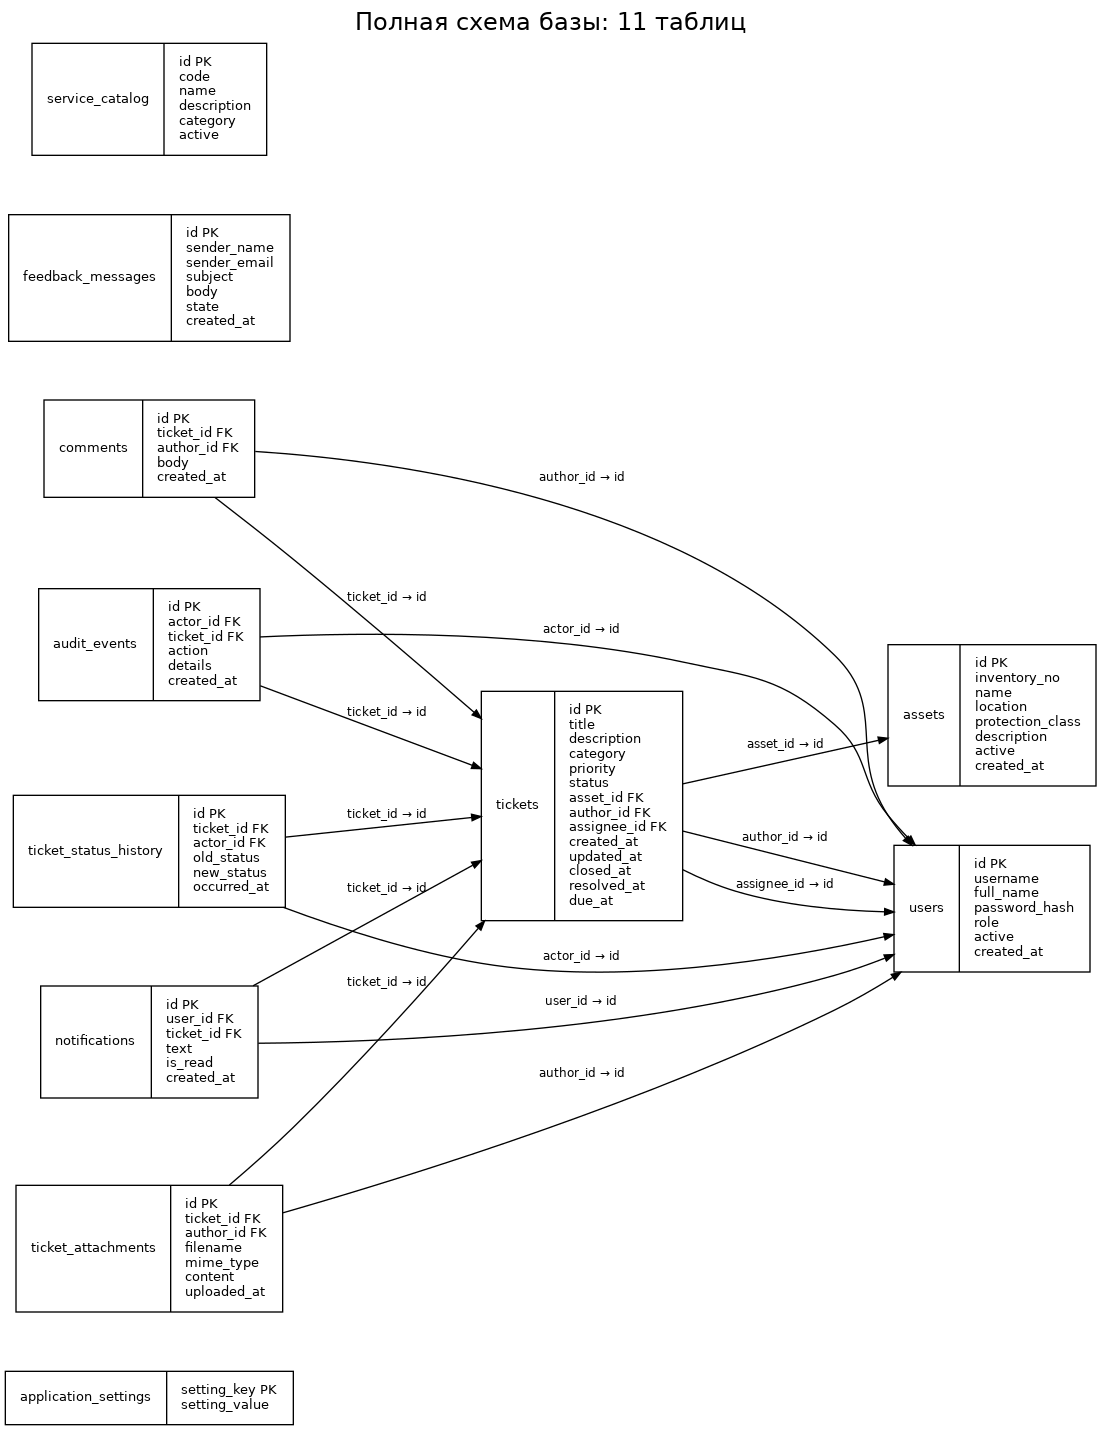 Полная схема базы: 11 таблиц
service_catalog
id PK
code
name
description
category
active
feedback_messages
id PK
sender_name
sender_email
subject
body
state
created_at
comments
id PK
ticket_id FK
author_id FK
body
created_at
author_id → id
ticket_id → id
audit_events
id PK
actor_id FK
ticket_id FK
action
details
created_at
actor_id → id
ticket_id → id
assets
id PK
inventory_no
name
location
protection_class
description
active
created_at
tickets
id PK
title
description
category
priority
status
asset_id FK
author_id FK
assignee_id FK
created_at
updated_at
closed_at
resolved_at
due_at
asset_id → id
author_id → id
assignee_id → id
ticket_status_history
id PK
ticket_id FK
actor_id FK
old_status
new_status
occurred_at
ticket_id → id
actor_id → id
users
id PK
username
full_name
password_hash
role
active
created_at
notifications
id PK
user_id FK
ticket_id FK
text
is_read
created_at
ticket_id → id
user_id → id
ticket_attachments
id PK
ticket_id FK
author_id FK
filename
mime_type
content
uploaded_at
ticket_id → id
author_id → id
application_settings
setting_key PK
setting_value